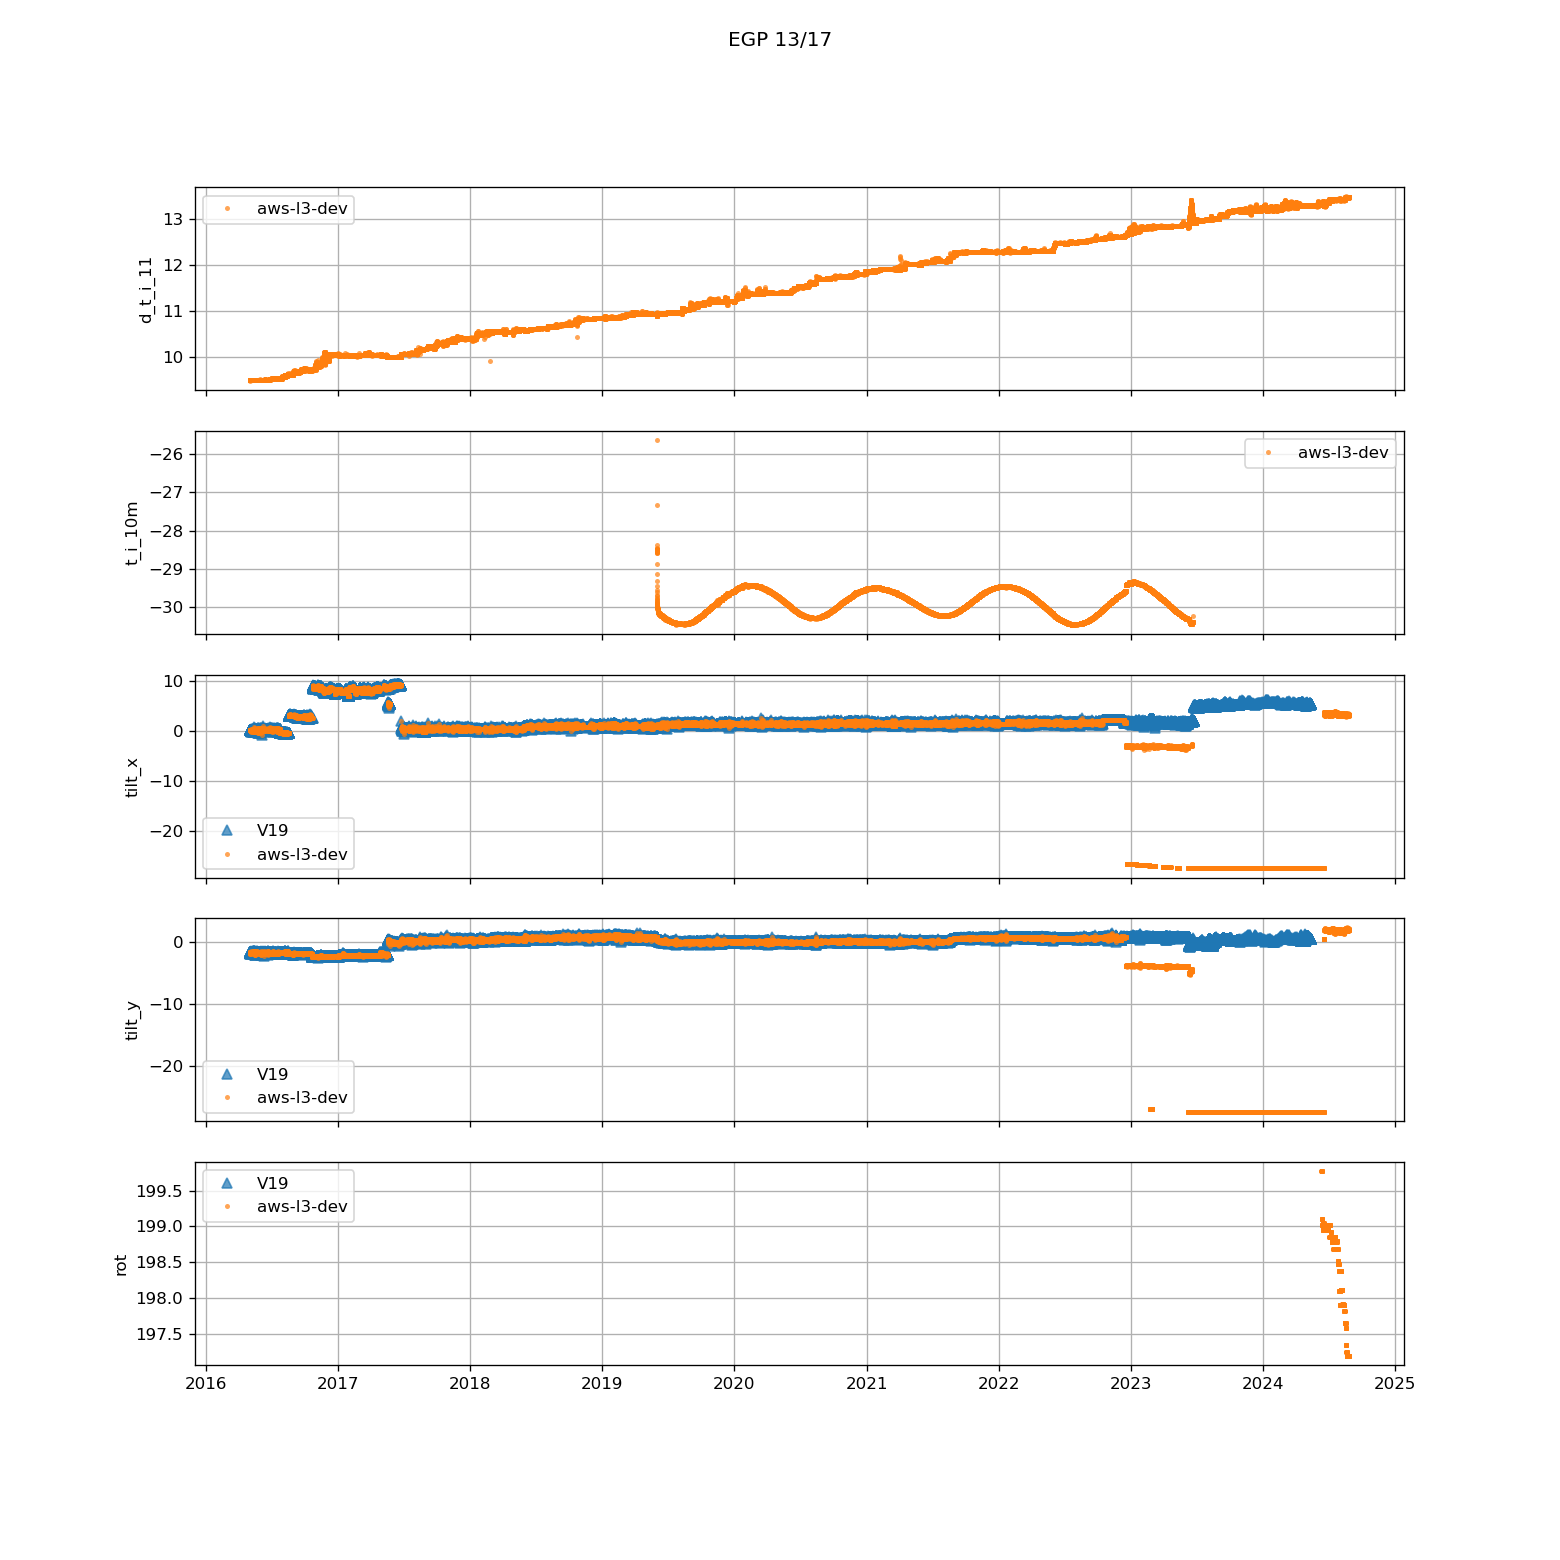 EGP 13/17
aws-l3-dev
13
12
11
10
d_t_i_11
aws-l3-dev
−26
−27
−28
−29
−30
t_i_10m
10
0
−10
−20
tilt_x
V19
aws-l3-dev
0
−10
−20
tilt_y
V19
aws-l3-dev
V19
aws-l3-dev
199.5
199.0
198.5
198.0
197.5
rot
2016 2017 2018 2019 2020 2021 2022 2023 2024 2025